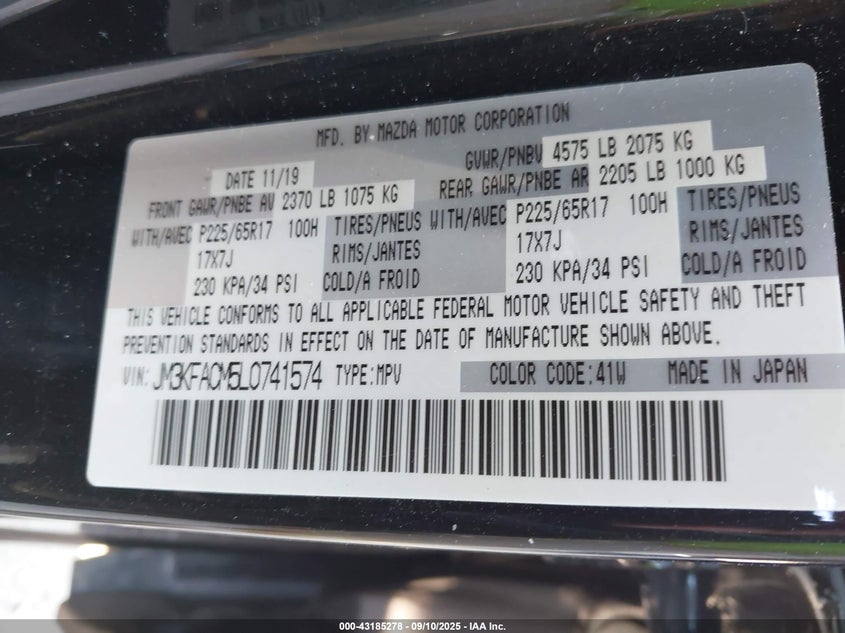 MFD. BY MAZDA MOTOR CORPORATION
DATE 11/19 GVWR/PNBV 4575 LB 2075 KG
FRONT GAWR/PNBE AV 2370 LB 1075 KG REAR GAWR/PNBE AR 2205 LB 1000 KG
WITH/AVEC P225/65R17 100H TIRES/PNEUS WITH/AVEC P225/65R17 100H TIRES/PNEUS
17X7J RIMS/JANTES 17X7J RIMS/JANTES
230 KPA/34 PSI COLD/A FROID 230 KPA/34 PSI COLD/A FROID
THIS VEHICLE CONFORMS TO ALL APPLICABLE FEDERAL MOTOR VEHICLE SAFETY AND THEFT
PREVENTION STANDARDS IN EFFECT ON THE DATE OF MANUFACTURE SHOWN ABOVE.
VIN: JM3KFACM5L0741574 TYPE:MPV COLOR CODE:41W MADE IN JAPAN
000-43185278 - 09/10/2025 - IAA Inc.